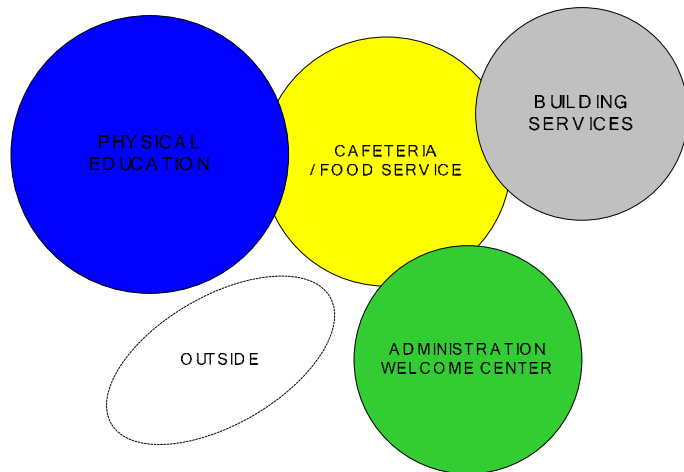 PHYSICAL
EDUCATION
CAFETERIA
/ FOOD SERVICE
BUILDING
SERVICES
OUTSIDE
ADMINISTRATION
WELCOME CENTER